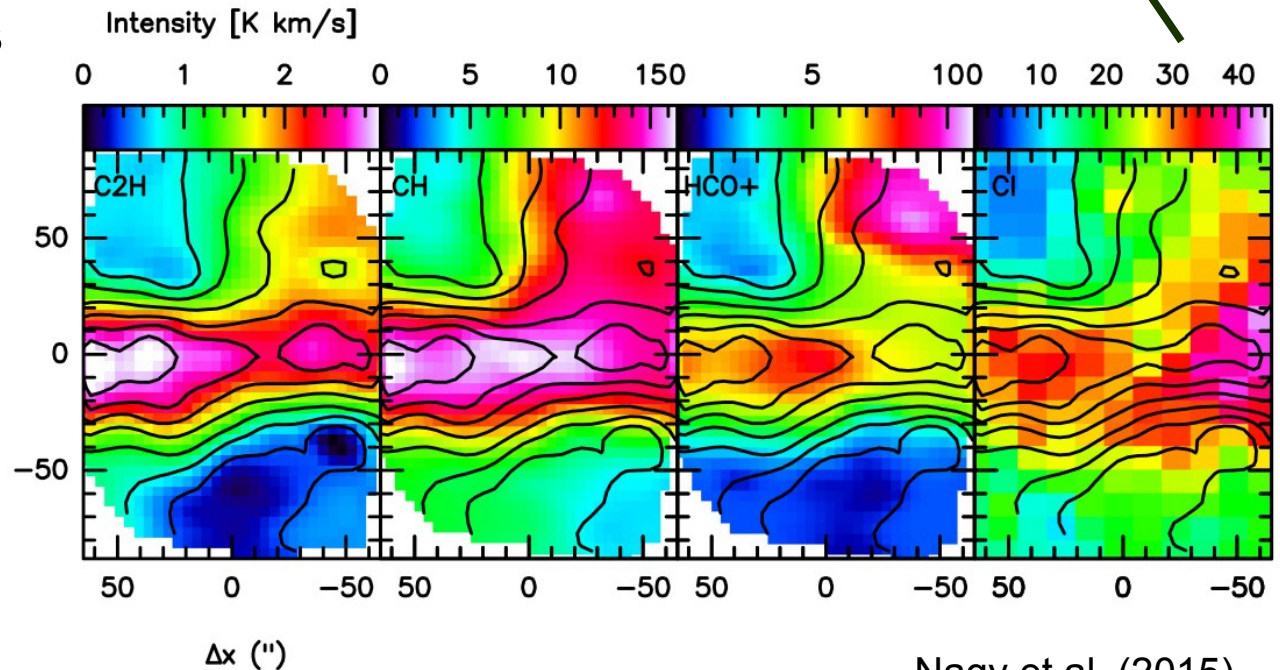 Intensity [K km/s]
0 1 2 0 5 10 150 5 100 10 20 30 40
C2H CH HCO+ CI
50
0
−50
50 0 −50 50 0 −50 50 0 −50 50 0 −50
Δx (")
Nagy et al. (2015)